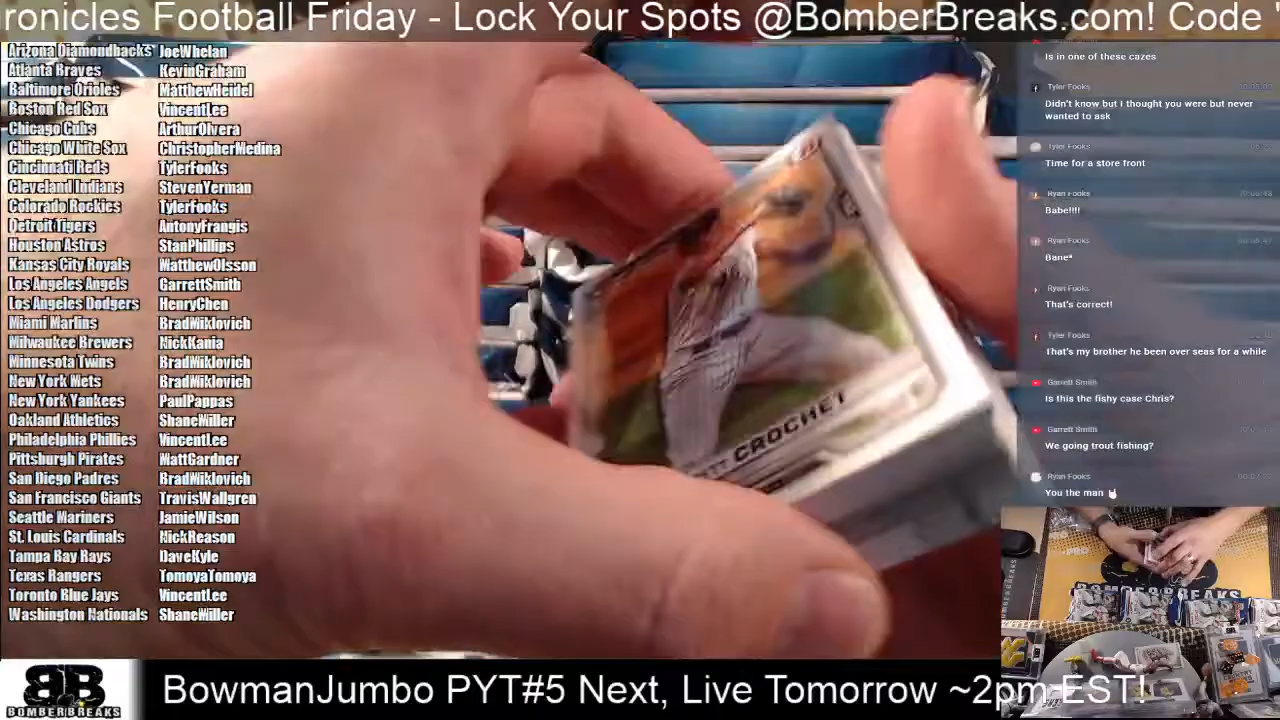 ronicles Football Friday - Lock Your Spots @BomberBreaks.com! Code '
Arizona Diamondbacks JoeWhelan
Atlanta Braves KevinGraham
Baltimore Orioles MatthewHeidel
Boston Red Sox VincentLee
Chicago Cubs ArthurOlvera
Chicago White Sox ChristopherMedina
Cincinnati Reds TylerFooks
Cleveland Indians StevenYerman
Colorado Rockies TylerFooks
Detroit Tigers AntonyFrangis
Houston Astros StanPhillips
Kansas City Royals MatthewOlsson
Los Angeles Angels GarrettSmith
Los Angeles Dodgers HenryChen
Miami Marlins BradMiklovich
Milwaukee Brewers NickKania
Minnesota Twins BradMiklovich
New York Mets BradMiklovich
New York Yankees PaulPappas
Oakland Athletics ShaneMiller
Philadelphia Phillies VincentLee
Pittsburgh Pirates MattGardner
San Diego Padres BradMiklovich
San Francisco Giants TravisWallgren
Seattle Mariners JamieWilson
St. Louis Cardinals NickReason
Tampa Bay Rays DaveKyle
Texas Rangers TomoyaTomoya
Toronto Blue Jays VincentLee
Washington Nationals ShaneMiller
CROCHET
Is in one of these cazes
Tyler Fooks
Didn't know but i thought you were but never
wanted to ask
Tyler Fooks
Time for a store front
Ryan Fooks
Babe!!!!
Ryan Fooks
Bane*
Ryan Fooks
That's correct!
Tyler Fooks
That's my brother he been over seas for a while
Garrett Smith
Is this the fishy case Chris?
Garrett Smith
We going trout fishing?
Ryan Fooks
You the man
BOMBER BREAKS
BB
BOMBERBREAKS
BowmanJumbo PYT#5 Next, Live Tomorrow ~2pm EST!